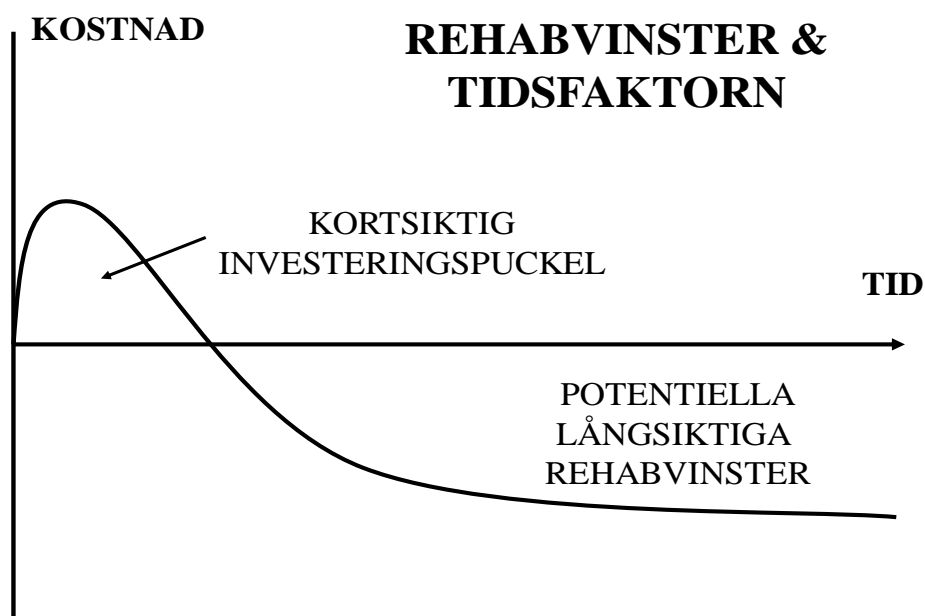 KOSTNAD
REHABVINSTER &
TIDSFAKTORN
KORTSIKTIG
INVESTERINGSPUCKEL
TID
POTENTIELLA
LÅNGSIKTIGA
REHABVINSTER